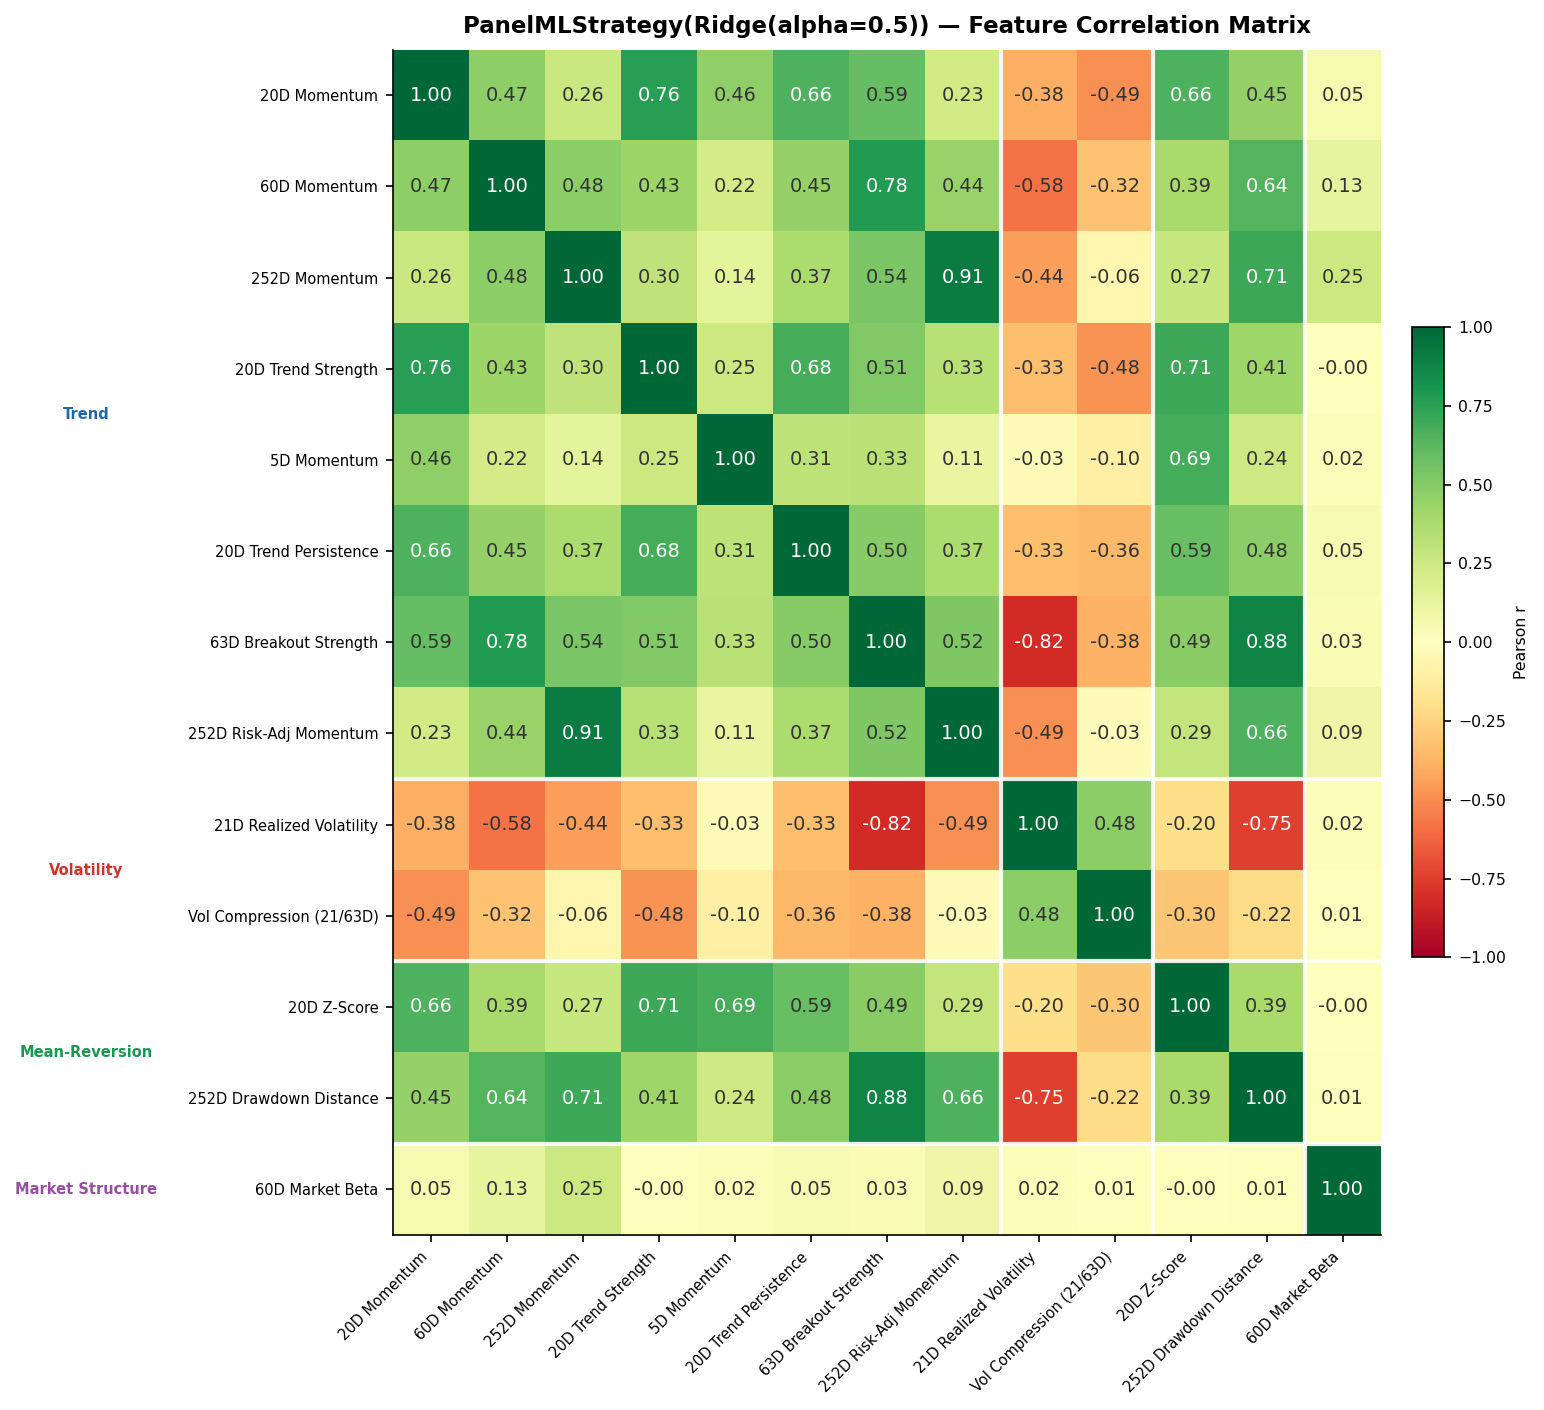 PanelMLStrategy(Ridge(alpha=0.5)) — Feature Correlation Matrix
20D Momentum 1.00 0.47 0.26 0.76 0.46 0.66 0.59 0.23 -0.38 -0.49 0.66 0.45 0.05
60D Momentum 0.47 1.00 0.48 0.43 0.22 0.45 0.78 0.44 -0.58 -0.32 0.39 0.64 0.13
252D Momentum 0.26 0.48 1.00 0.30 0.14 0.37 0.54 0.91 -0.44 -0.06 0.27 0.71 0.25
20D Trend Strength 0.76 0.43 0.30 1.00 0.25 0.68 0.51 0.33 -0.33 -0.48 0.71 0.41 -0.00
Trend
5D Momentum 0.46 0.22 0.14 0.25 1.00 0.31 0.33 0.11 -0.03 -0.10 0.69 0.24 0.02
20D Trend Persistence 0.66 0.45 0.37 0.68 0.31 1.00 0.50 0.37 -0.33 -0.36 0.59 0.48 0.05
63D Breakout Strength 0.59 0.78 0.54 0.51 0.33 0.50 1.00 0.52 -0.82 -0.38 0.49 0.88 0.03
252D Risk-Adj Momentum 0.23 0.44 0.91 0.33 0.11 0.37 0.52 1.00 -0.49 -0.03 0.29 0.66 0.09
21D Realized Volatility -0.38 -0.58 -0.44 -0.33 -0.03 -0.33 -0.82 -0.49 1.00 0.48 -0.20 -0.75 0.02
Volatility
Vol Compression (21/63D) -0.49 -0.32 -0.06 -0.48 -0.10 -0.36 -0.38 -0.03 0.48 1.00 -0.30 -0.22 0.01
20D Z-Score 0.66 0.39 0.27 0.71 0.69 0.59 0.49 0.29 -0.20 -0.30 1.00 0.39 -0.00
Mean-Reversion
252D Drawdown Distance 0.45 0.64 0.71 0.41 0.24 0.48 0.88 0.66 -0.75 -0.22 0.39 1.00 0.01
Market Structure
60D Market Beta 0.05 0.13 0.25 -0.00 0.02 0.05 0.03 0.09 0.02 0.01 -0.00 0.01 1.00
20D Momentum
60D Momentum
252D Momentum
20D Trend Strength
5D Momentum
20D Trend Persistence
63D Breakout Strength
252D Risk-Adj Momentum
21D Realized Volatility
Vol Compression (21/63D)
20D Z-Score
252D Drawdown Distance
60D Market Beta
1.00
0.75
0.50
0.25
0.00
−0.25
−0.50
−0.75
−1.00
Pearson r